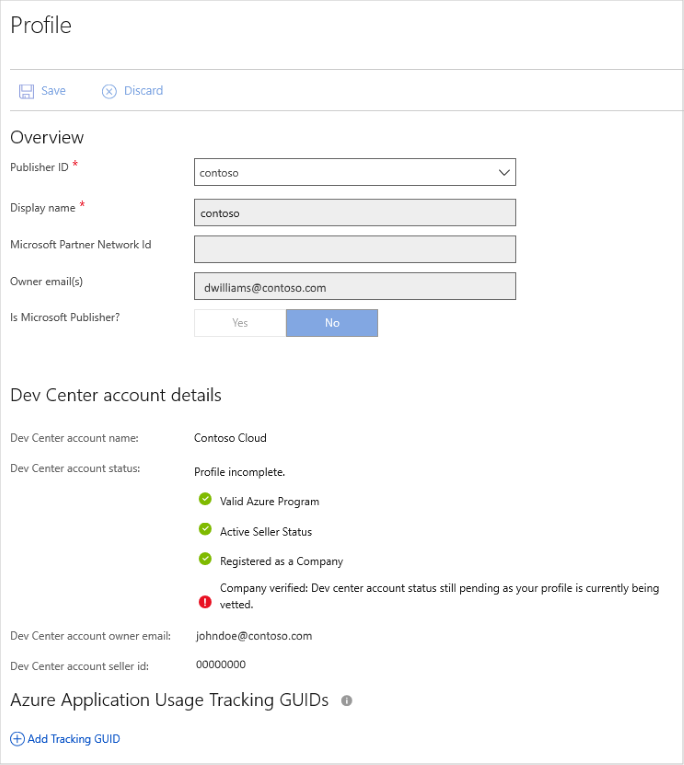 Profile
Save Discard
Overview
Publisher ID * contoso
Display name * contoso
Microsoft Partner Network Id
Owner email(s) dwilliams@contoso.com
Is Microsoft Publisher? Yes No
Dev Center account details
Dev Center account name: Contoso Cloud
Dev Center account status: Profile incomplete.
Valid Azure Program
Active Seller Status
Registered as a Company
Company verified: Dev center account status still pending as your profile is currently being
vetted.
Dev Center account owner email: johndoe@contoso.com
Dev Center account seller id: 00000000
Azure Application Usage Tracking GUIDs
Add Tracking GUID